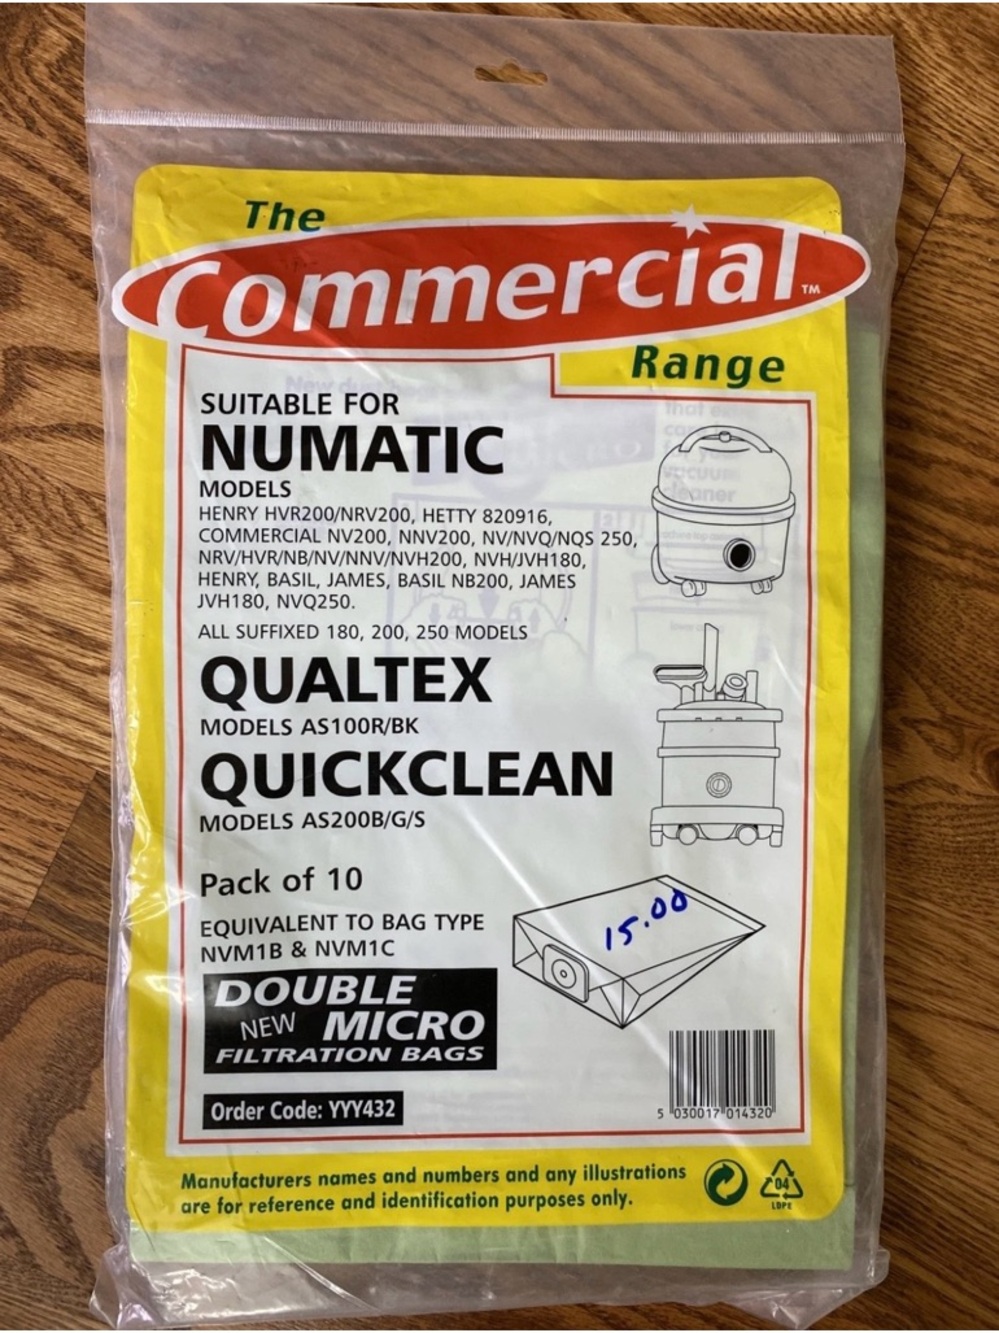 The
Commercial™
Range
SUITABLE FOR
NUMATIC
MODELS
HENRY HVR200/NRV200, HETTY 820916,
COMMERCIAL NV200, NNV200, NV/NVQ/NQS 250,
NRV/HVR/NB/NV/NNV/NVH200, NVH/JVH180,
HENRY, BASIL, JAMES, BASIL NB200, JAMES
JVH180, NVQ250.
ALL SUFFIXED 180, 200, 250 MODELS
QUALTEX
MODELS AS100R/BK
QUICKCLEAN
MODELS AS200B/G/S
Pack of 10
EQUIVALENT TO BAG TYPE
NVM1B & NVM1C
15.00
DOUBLE
NEW MICRO
FILTRATION BAGS
Order Code: YYY432
5 030017 014320
Manufacturers names and numbers and any illustrations
are for reference and identification purposes only.
04
LDPE